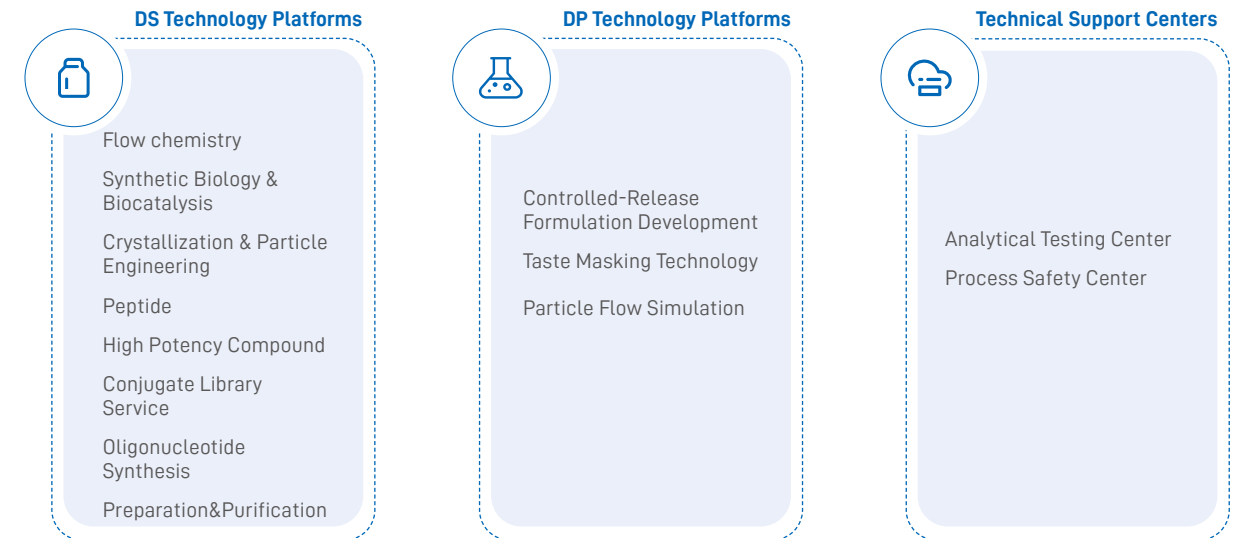 DS Technology Platforms
Flow chemistry
Synthetic Biology &
Biocatalysis
Crystallization & Particle
Engineering
Peptide
High Potency Compound
Conjugate Library
Service
Oligonucleotide
Synthesis
Preparation&Purification
DP Technology Platforms
Controlled-Release
Formulation Development
Taste Masking Technology
Particle Flow Simulation
Technical Support Centers
Analytical Testing Center
Process Safety Center